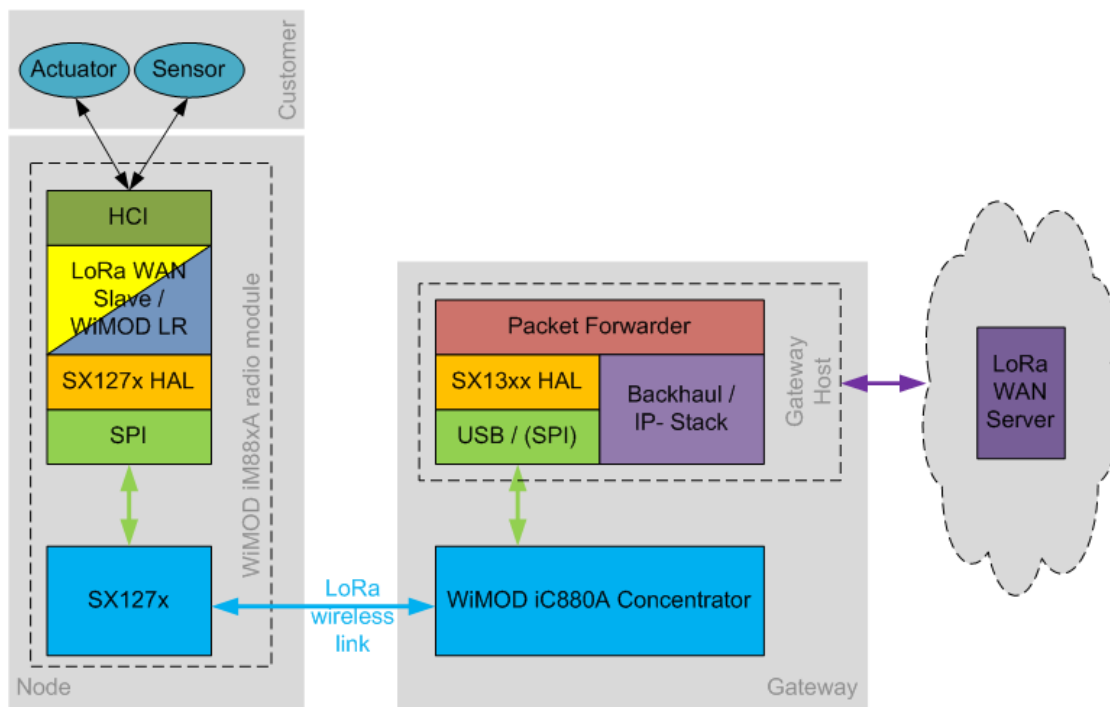 Actuator
Sensor
Customer
HCI
LoRa WAN
Slave /
WiMOD LR
SX127x HAL
SPI
WiMOD iM88xA radio module
SX127x
Node
LoRa
wireless
link
Packet Forwarder
SX13xx HAL
USB / (SPI)
Backhaul /
IP- Stack
Gateway
Host
WiMOD iC880A Concentrator
Gateway
LoRa
WAN
Server